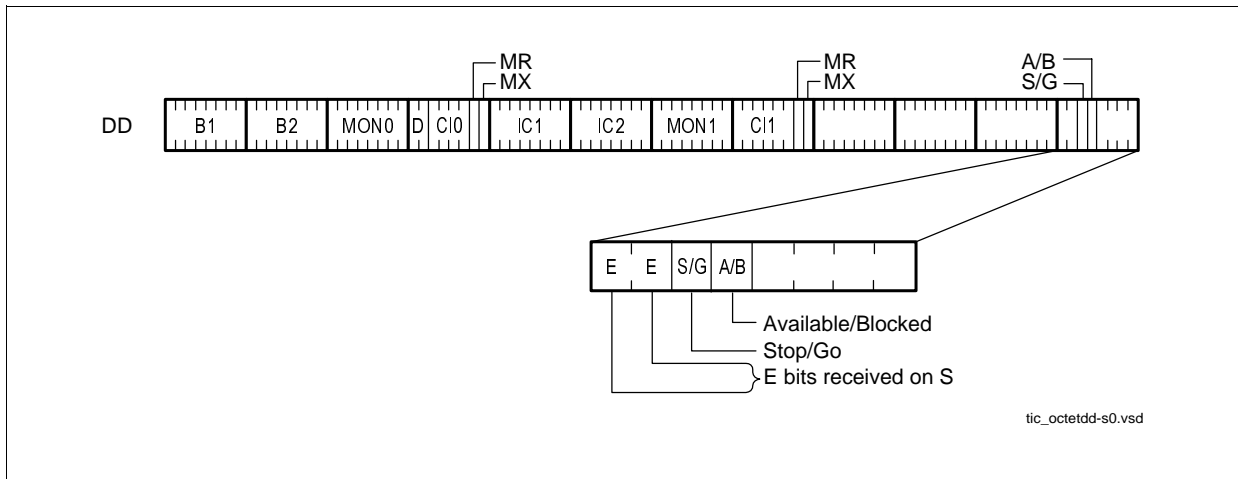 MR
MX
MR
MX
A/B
S/G
DD
B1 B2 MON0 D CI0 IC1 IC2 MON1 CI1
E E S/G A/B
Available/Blocked
Stop/Go
E bits received on S
tic_octetdd-s0.vsd